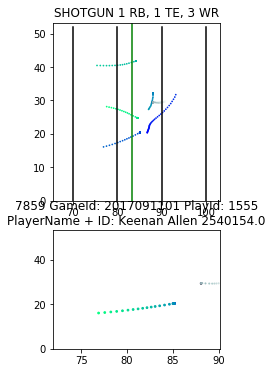 SHOTGUN 1 RB, 1 TE, 3 WR
50
40
30
20
10
0
70 80 90 100
7859 GameId: 2017091101 PlayId: 1555
PlayerName + ID: Keenan Allen 2540154.0
40
20
0
75 80 85 90